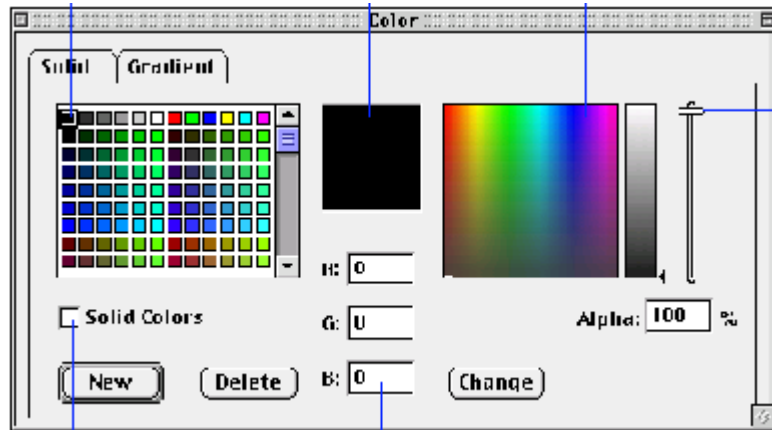 Color
Solid Gradient
R: 0
Solid Colors
G: 0
Alpha: 100 %
New Delete B: 0 Change